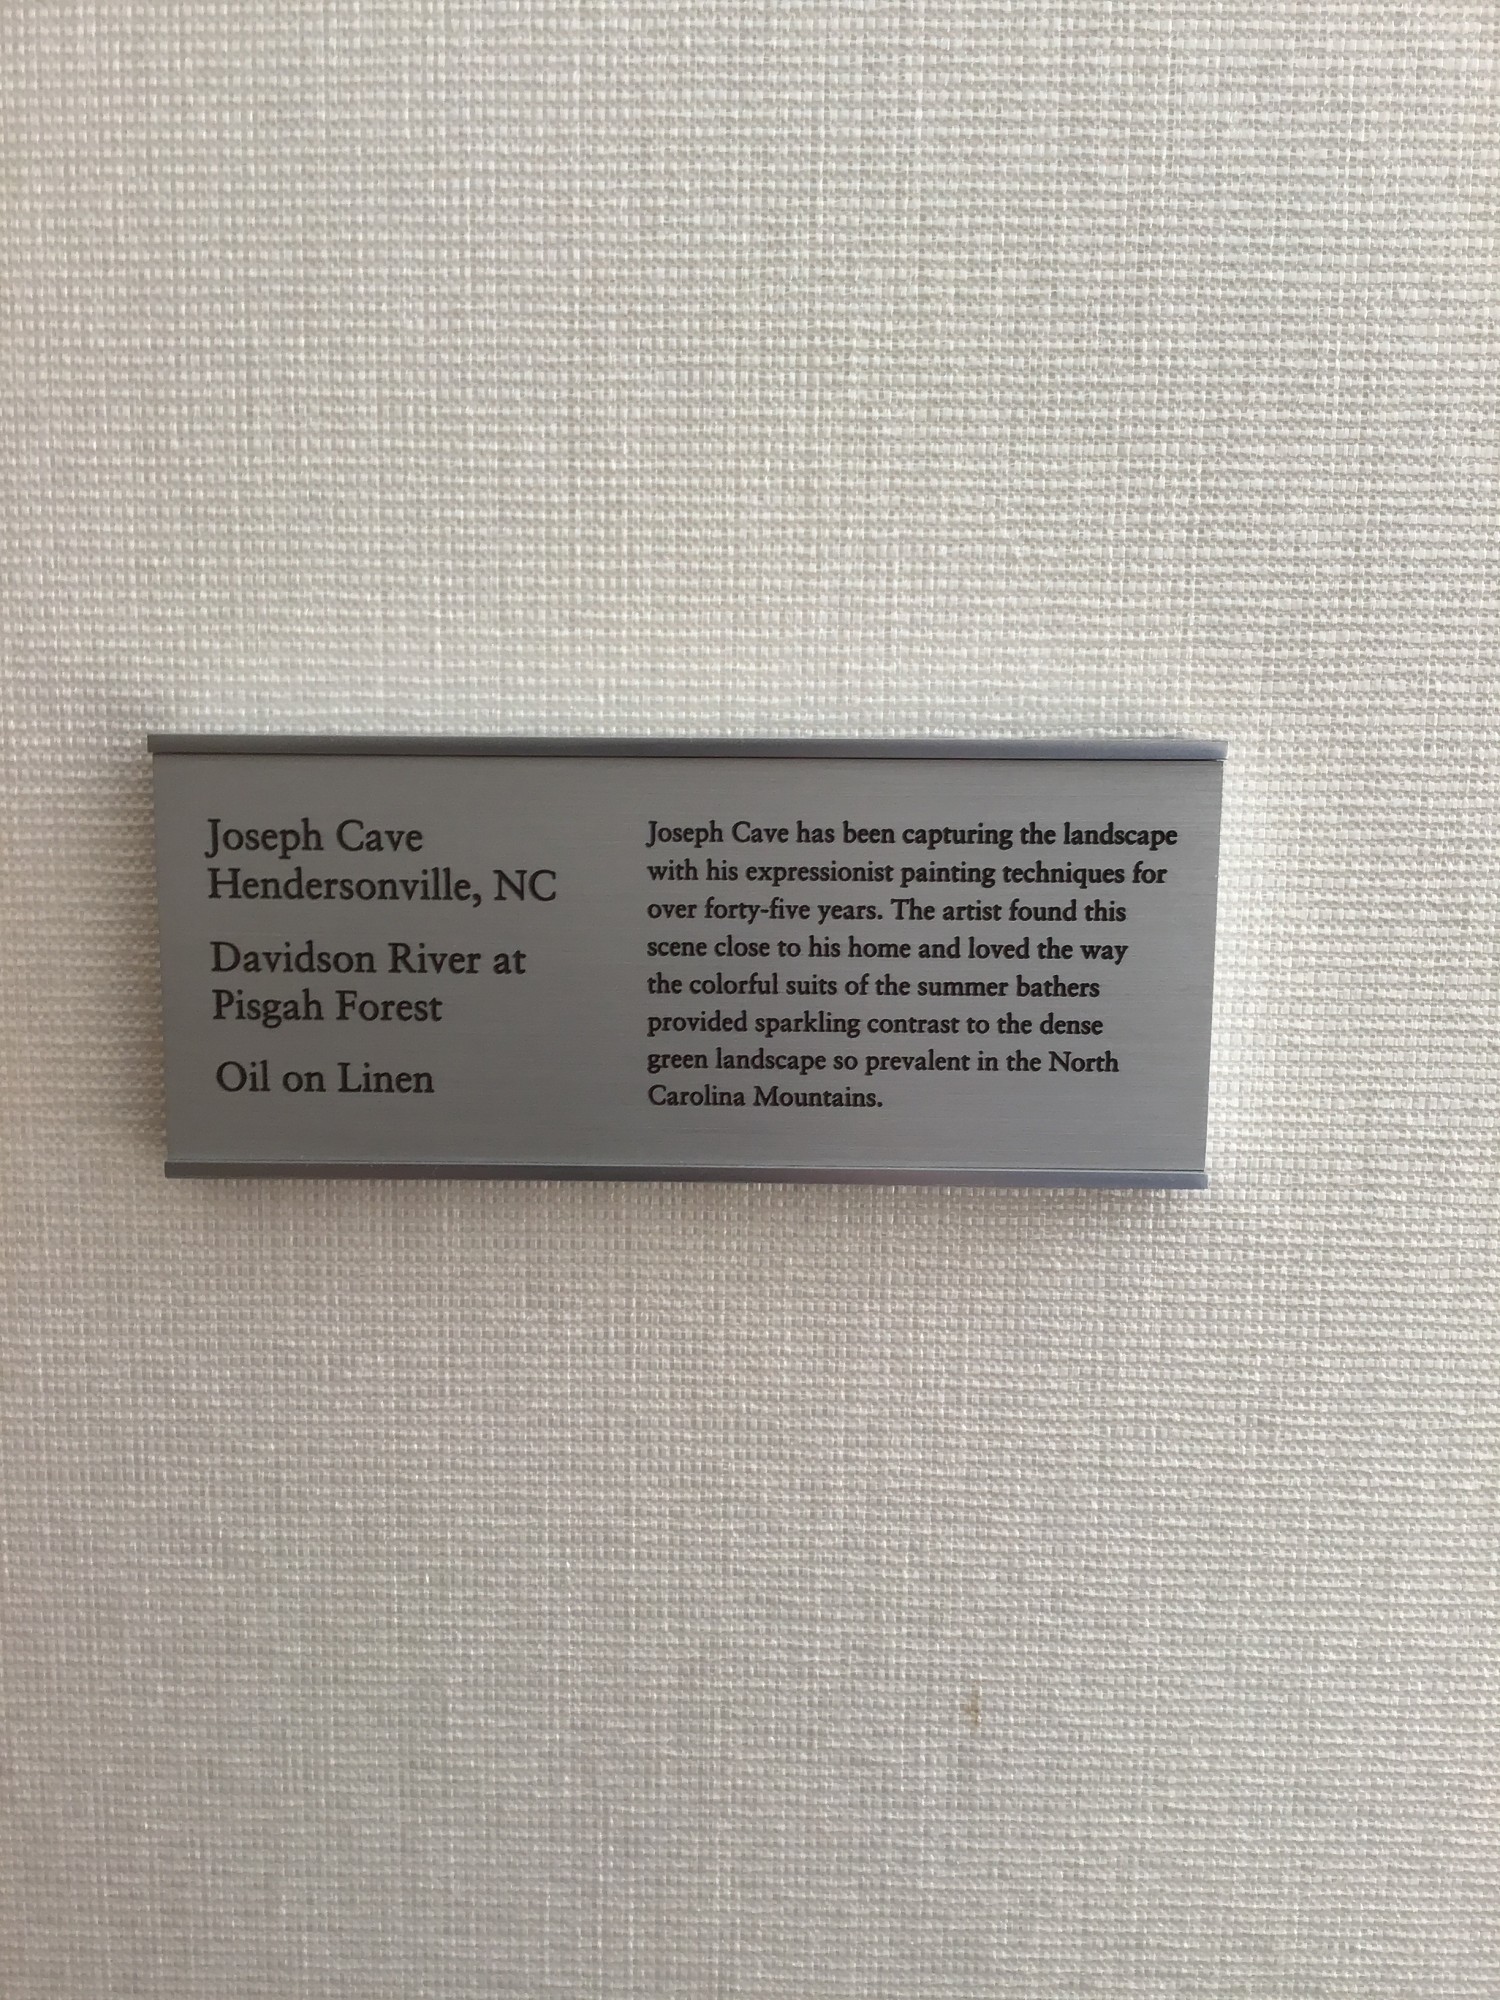 Joseph Cave
Hendersonville, NC
Davidson River at
Pisgah Forest
Oil on Linen
Joseph Cave has been capturing the landscape
with his expressionist painting techniques for
over forty-five years. The artist found this
scene close to his home and loved the way
the colorful suits of the summer bathers
provided sparkling contrast to the dense
green landscape so prevalent in the North
Carolina Mountains.